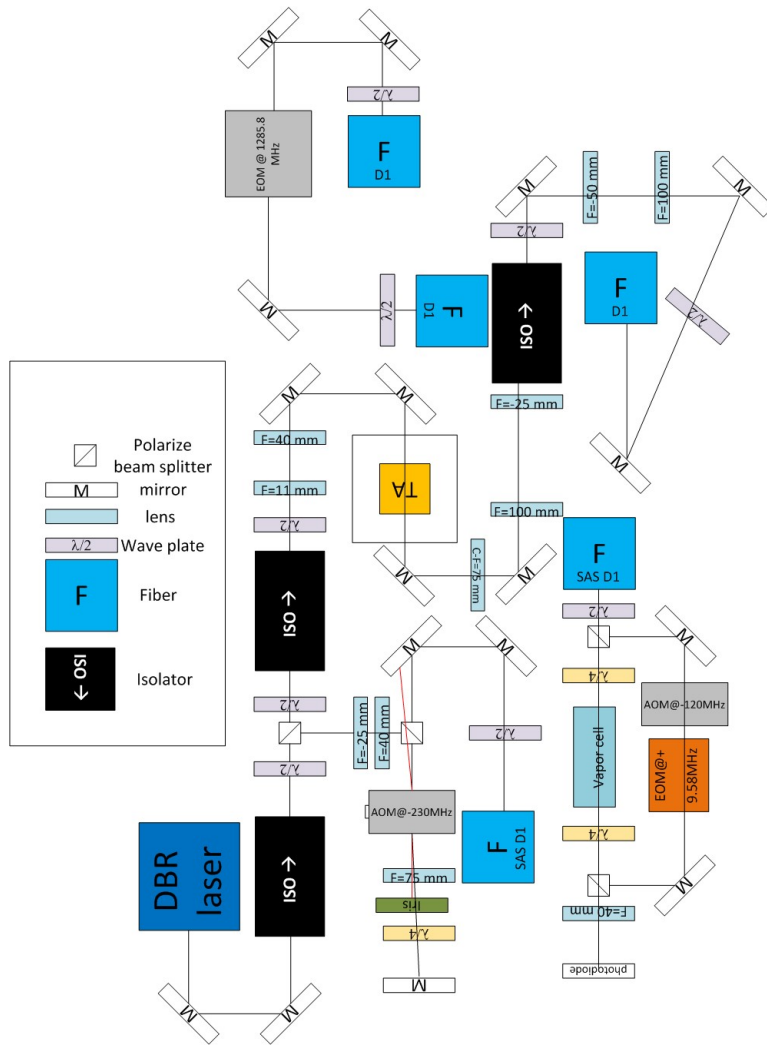 M
M
λ/2
EOM @ 1285.8
MHz
F
D1
M
M
F=-50 mm
F=100 mm
λ/2
F
D1
λ/2
M
F
D1
λ/2
ISO →
F=-25 mm
M
M
M
F=40 mm
Polarize
beam splitter
M
mirror
lens
λ/2
Wave plate
F
Fiber
ISO →
Isolator
F=11 mm
TA
F=100 mm
λ/2
F
SAS D1
C-F=75 mm
M
M
ISO →
λ/2
M
M
M
λ/4
λ/2
F=-25 mm
F=40 mm
λ/2
Vapor cell
AOM@-120MHz
λ/2
EOM@+
9.58MHz
AOM@-230MHz
DBR
laser
ISO →
F
SAS D1
λ/4
F=75 mm
M
Iris
F=40 mm
λ/4
M
photodiode
M
M